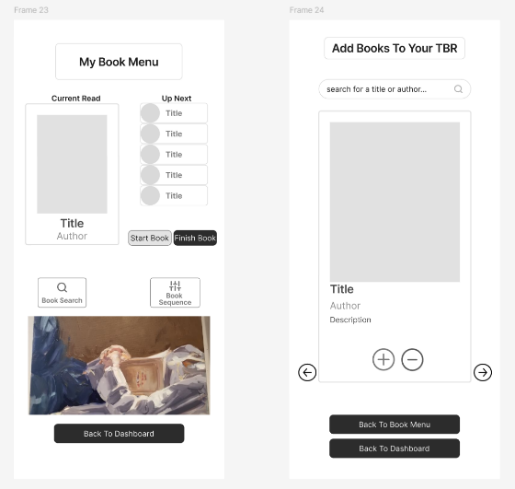 Frame 23
My Book Menu
Current Read
Title
Author
Up Next
Title
Title
Title
Title
Title
Start Book
Finish Book
Book Search
Book
Sequence
Back To Dashboard
Frame 24
Add Books To Your TBR
search for a title or author...
Title
Author
Description
Back To Book Menu
Back To Dashboard